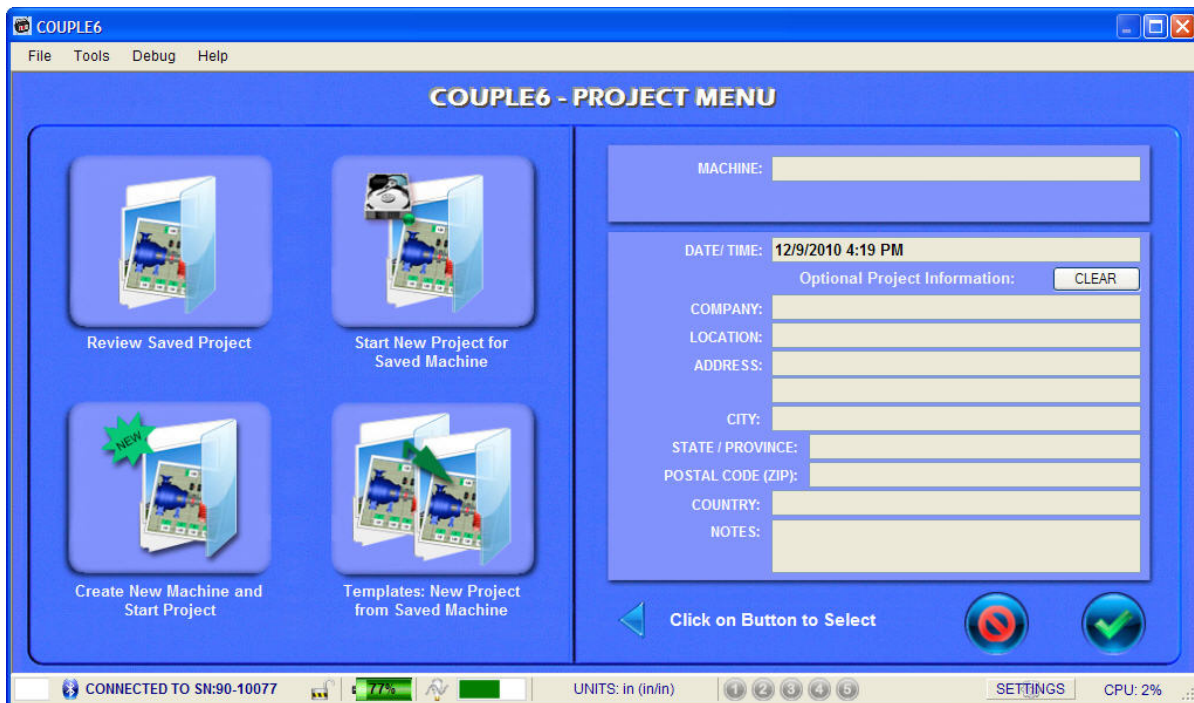 COUPLE6
File Tools Debug Help
COUPLE6 - PROJECT MENU
Review Saved Project
Start New Project for
Saved Machine
NEW
Create New Machine and
Start Project
Templates: New Project
from Saved Machine
MACHINE:
DATE/ TIME: 12/9/2010 4:19 PM
Optional Project Information: CLEAR
COMPANY:
LOCATION:
ADDRESS:
CITY:
STATE / PROVINCE:
POSTAL CODE (ZIP):
COUNTRY:
NOTES:
Click on Button to Select
CONNECTED TO SN:90-10077 77% UNITS: in (in/in) 1 2 3 4 5 SETTINGS CPU: 2%